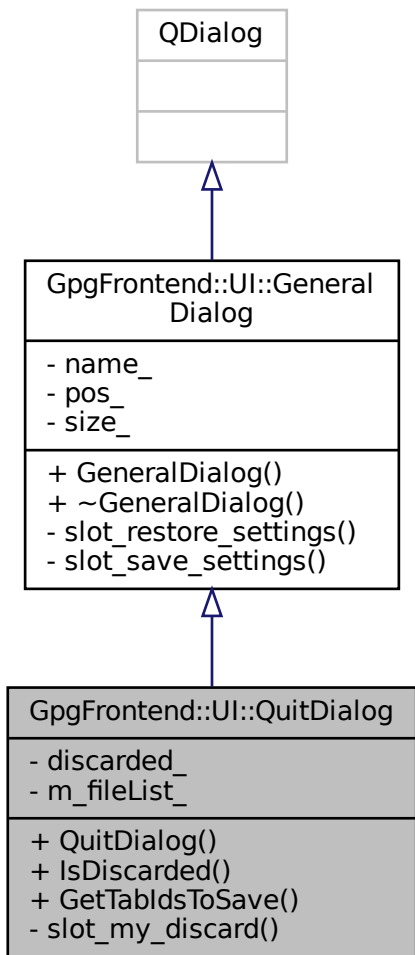 QDialog
GpgFrontend::UI::General
Dialog
- name_
- pos_
- size_
+ GeneralDialog()
+ ~GeneralDialog()
- slot_restore_settings()
- slot_save_settings()
GpgFrontend::UI::QuitDialog
- discarded_
- m_fileList_
+ QuitDialog()
+ IsDiscarded()
+ GetTabIdsToSave()
- slot_my_discard()